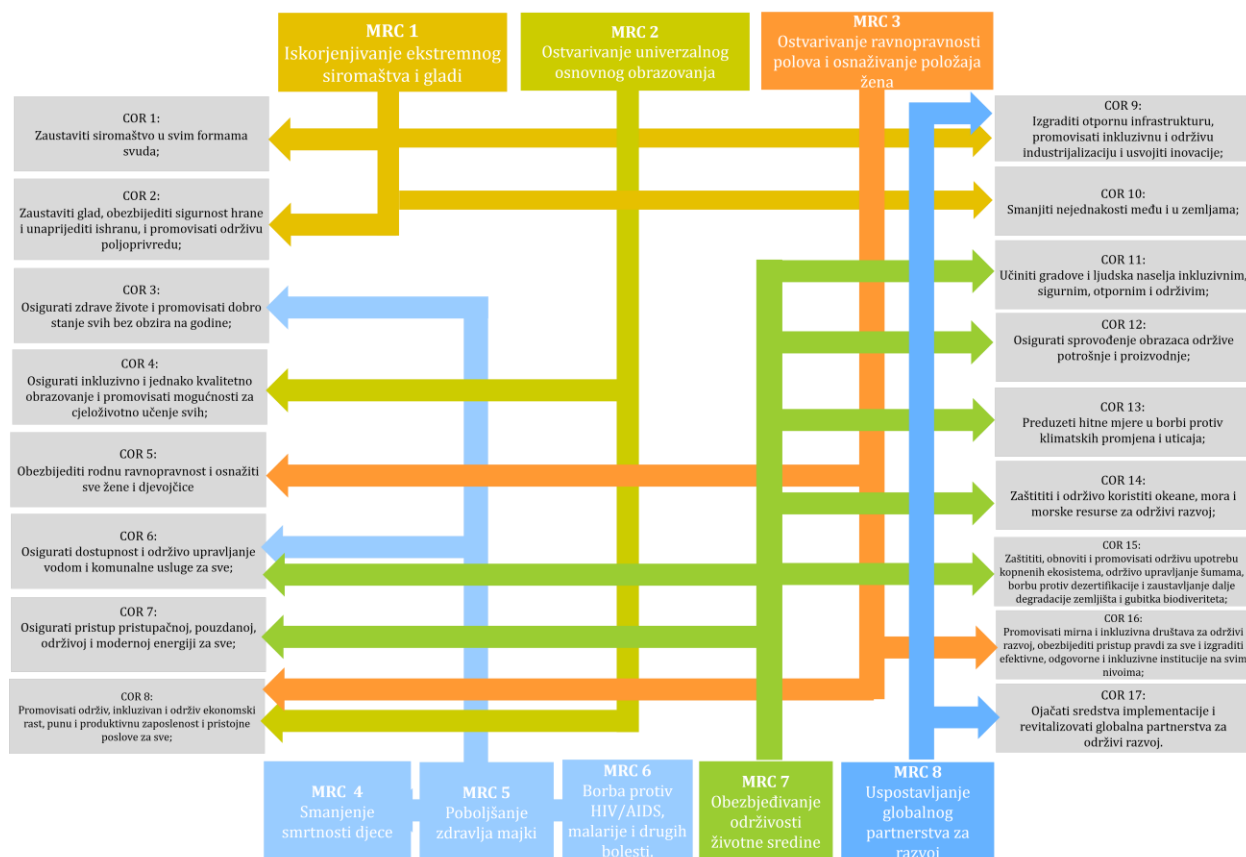 MRC 1
Iskorjenjivanje ekstremnog
siromaštva i gladi
MRC 2
Ostvarivanje univerzalnog
osnovnog obrazovanja
MRC 3
Ostvarivanje ravnopravnosti
polova i osnaživanje položaja
žena
COR 1:
Zaustaviti siromaštvo u svim formama
svuda;
COR 2:
Zaustaviti glad, obezbijediti sigurnost hrane
i unaprijediti ishranu, i promovisati održivu
poljoprivredu;
COR 3:
Osigurati zdrave živote i promovisati dobro
stanje svih bez obzira na godine;
COR 4:
Osigurati inkluzivno i jednako kvalitetno
obrazovanje i promovisati mogućnosti za
cjeloživotno učenje svih;
COR 5:
Obezbijediti rodnu ravnopravnost i osnažiti
sve žene i djevojčice
COR 6:
Osigurati dostupnost i održivo upravljanje
vodom i komunalne usluge za sve;
COR 7:
Osigurati pristup pristupačnoj, pouzdanoj,
održivoj i modernoj energiji za sve;
COR 8:
Promovisati održiv, inkluzivan i održiv ekonomski
rast, punu i produktivnu zaposlenost i pristojne
poslove za sve;
COR 9:
Izgraditi otpornu infrastrukturu,
promovisati inkluzivnu i održivu
industrijalizaciju i usvojiti inovacije;
COR 10:
Smanjiti nejednakosti među i u zemljama;
COR 11:
Učiniti gradove i ljudska naselja inkluzivnim,
sigurnim, otpornim i održivim;
COR 12:
Osigurati sprovođenje obrazaca održive
potrošnje i proizvodnje;
COR 13:
Preduzeti hitne mjere u borbi protiv
klimatskih promjena i uticaja;
COR 14:
Zaštititi i održivo koristiti okeane, mora i
morske resurse za održivi razvoj;
COR 15:
Zaštititi, obnoviti i promovisati održivu upotrebu
kopnenih ekosistema, održivo upravljanje šumama,
borbu protiv dezertifikacije i zaustavljanje dalje
degradacije zemljišta i gubitka biodiveriteta;
COR 16:
Promovisati mirna i inkluzivna društava za održivi
razvoj, obezbijediti pristup pravdi za sve i izgraditi
efektivne, odgovorne i inkluzivne institucije na svim
nivoima;
COR 17:
Ojačati sredstva implementacije i
revitalizovati globalna partnerstva za
održivi razvoj.
MRC 4
Smanjenje
smrtnosti djece
MRC 5
Poboljšanje
zdravlja majki
MRC 6
Borba protiv
HIV/AIDS,
malarije i drugih
bolesti.
MRC 7
Obezbjeđivanje
održivosti
životne sredine
MRC 8
Uspostavljanje
globalnog
partnerstva za
razvoj